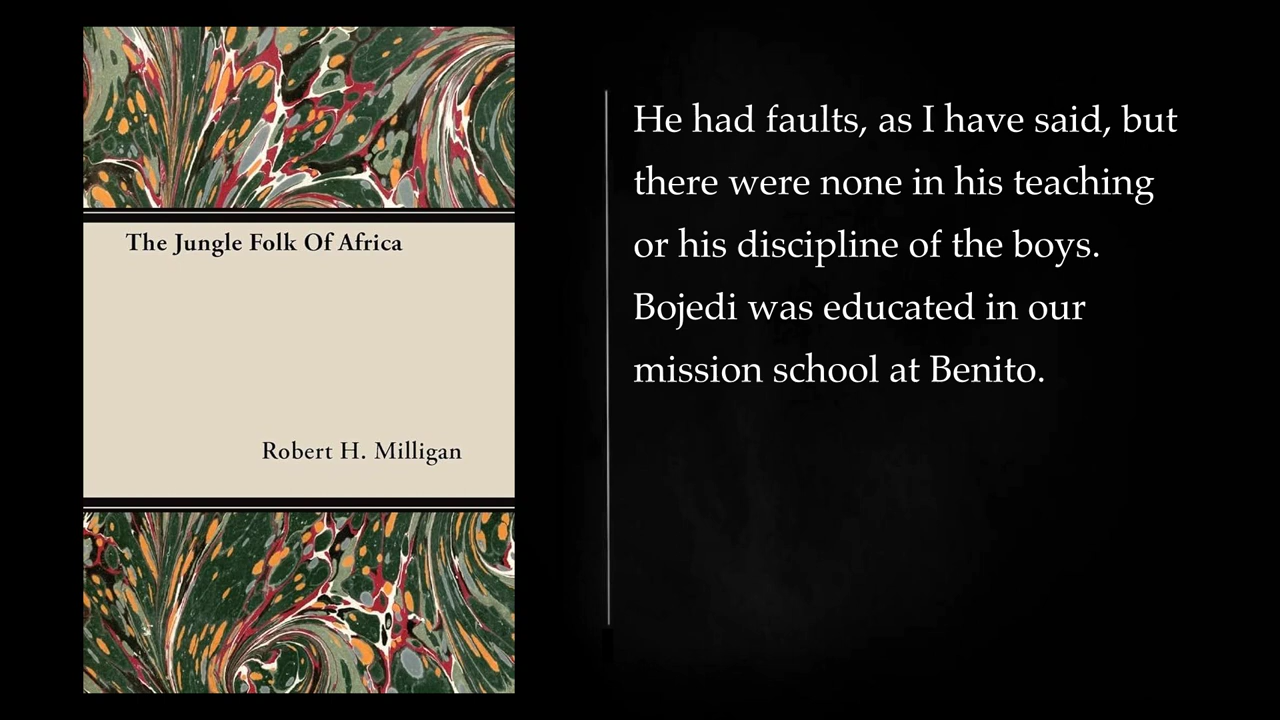 The Jungle Folk Of Africa
Robert H. Milligan
He had faults, as I have said, but
there were none in his teaching
or his discipline of the boys.
Bojedi was educated in our
mission school at Benito.